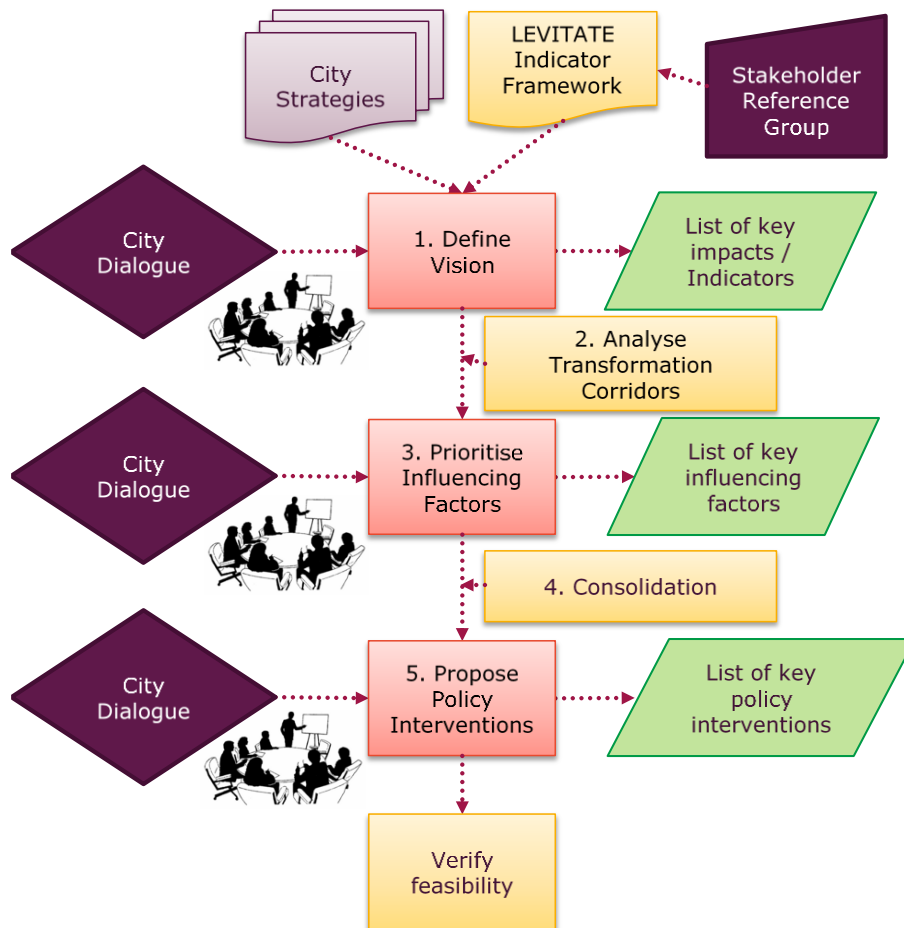 City
Strategies
LEVITATE
Indicator
Framework
Stakeholder
Reference
Group
City
Dialogue
1. Define
Vision
List of key
impacts /
Indicators
2. Analyse
Transformation
Corridors
City
Dialogue
3. Prioritise
Influencing
Factors
List of key
influencing
factors
4. Consolidation
City
Dialogue
5. Propose
Policy
Interventions
List of key
policy
interventions
Verify
feasibility